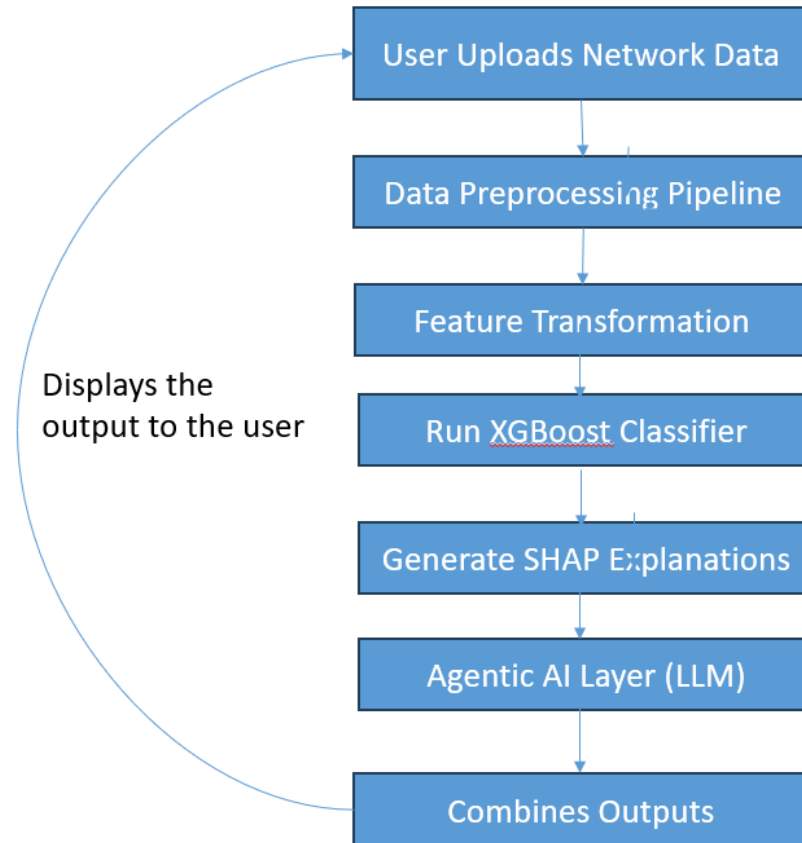 User Uploads Network Data
Data Preprocessing Pipeline
Feature Transformation
Displays the
output to the user
Run XGBoost Classifier
Generate SHAP Explanations
Agentic AI Layer (LLM)
Combines Outputs